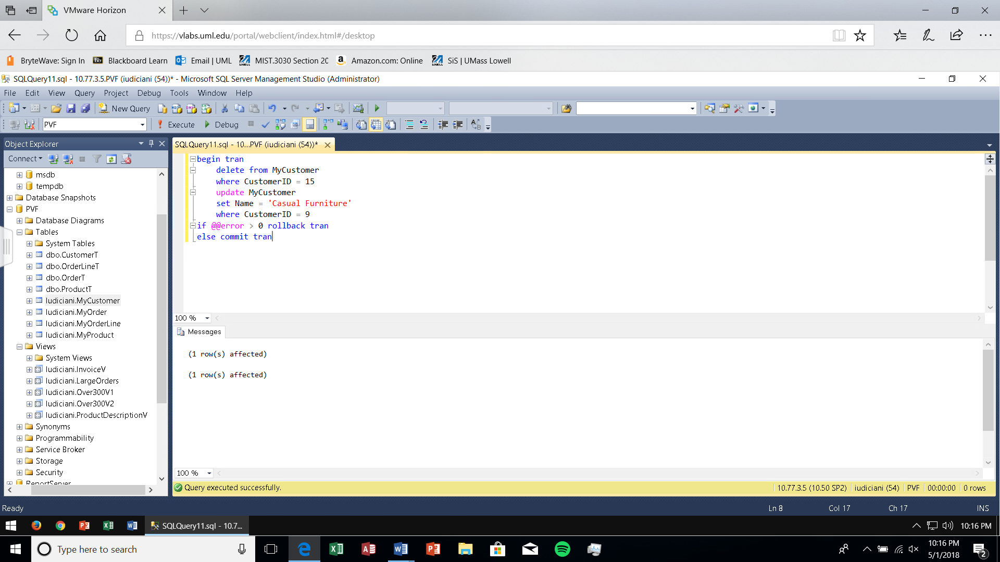 VMware Horizon
https://vlabs.uml.edu/portal/webclient/index.html#/desktop
BryteWave: Sign In
Bb Blackboard Learn
Email | UML
MIST.3030 Section 20
a Amazon.com: Online
SiS | UMass Lowell
SQLQuery11.sql - 10.77.3.5.PVF (iudiciani (54))* - Microsoft SQL Server Management Studio (Administrator)
File Edit View Query Project Debug Tools Window Help
New Query
PVF
Execute
Debug
Object Explorer
SQLQuery11.sql - 10...PVF (iudiciani (54))*
Connect
msdb
tempdb
Database Snapshots
PVF
Database Diagrams
Tables
System Tables
dbo.CustomerT
dbo.OrderLineT
dbo.OrderT
dbo.ProductT
Iudiciani.MyCustomer
Iudiciani.MyOrder
Iudiciani.MyOrderLine
Iudiciani.MyProduct
Views
System Views
Iudiciani.InvoiceV
Iudiciani.LargeOrders
Iudiciani.Over300V1
Iudiciani.Over300V2
Iudiciani.ProductDescriptionV
Synonyms
Programmability
Service Broker
Storage
Security
ReportServer
begin tran
delete from MyCustomer
where CustomerID = 15
update MyCustomer
set Name = 'Casual Furniture'
where CustomerID = 9
if @@error > 0 rollback tran
else commit tran
100 %
Messages
(1 row(s) affected)
(1 row(s) affected)
100 %
Query executed successfully.
10.77.3.5 (10.50 SP2)
iudiciani (54)
PVF
00:00:00
0 rows
Ready
Ln 8
Col 17
Ch 17
INS
SQLQuery11.sql - 10.7...
10:16 PM
Type here to search
10:16 PM
5/1/2018
2